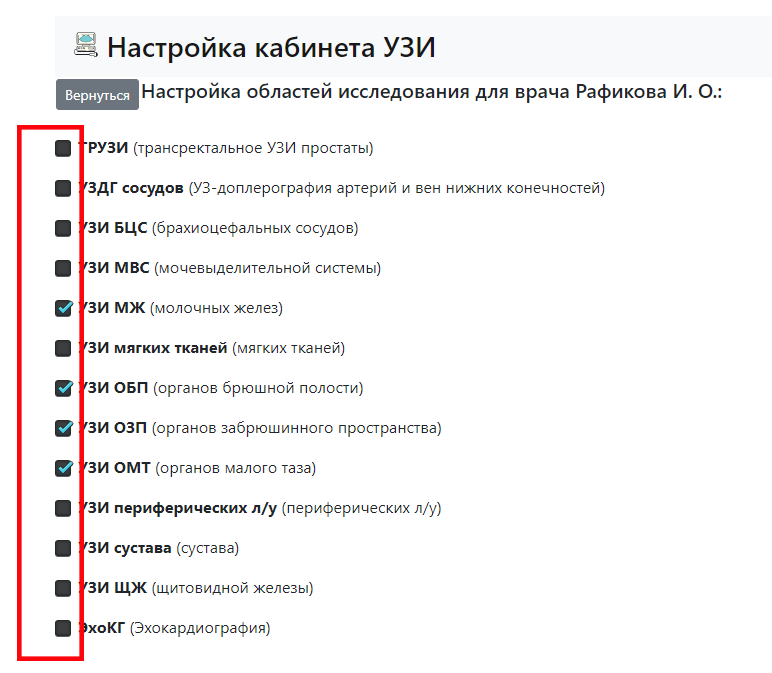 Настройка кабинета УЗИ
Вернуться Настройка областей исследования для врача Рафикова И. О.:
ТРУЗИ (трансректальное УЗИ простаты)
УЗДГ сосудов (УЗ-доплерография артерий и вен нижних конечностей)
УЗИ БЦС (брахиоцефальных сосудов)
УЗИ МВС (мочевыделительной системы)
УЗИ МЖ (молочных желез)
УЗИ мягких тканей (мягких тканей)
УЗИ ОБП (органов брюшной полости)
УЗИ ОЗП (органов забрюшинного пространства)
УЗИ ОМТ (органов малого таза)
УЗИ периферических л/у (периферических л/у)
УЗИ сустава (сустава)
УЗИ ЩЖ (щитовидной железы)
ЭхоКГ (Эхокардиография)